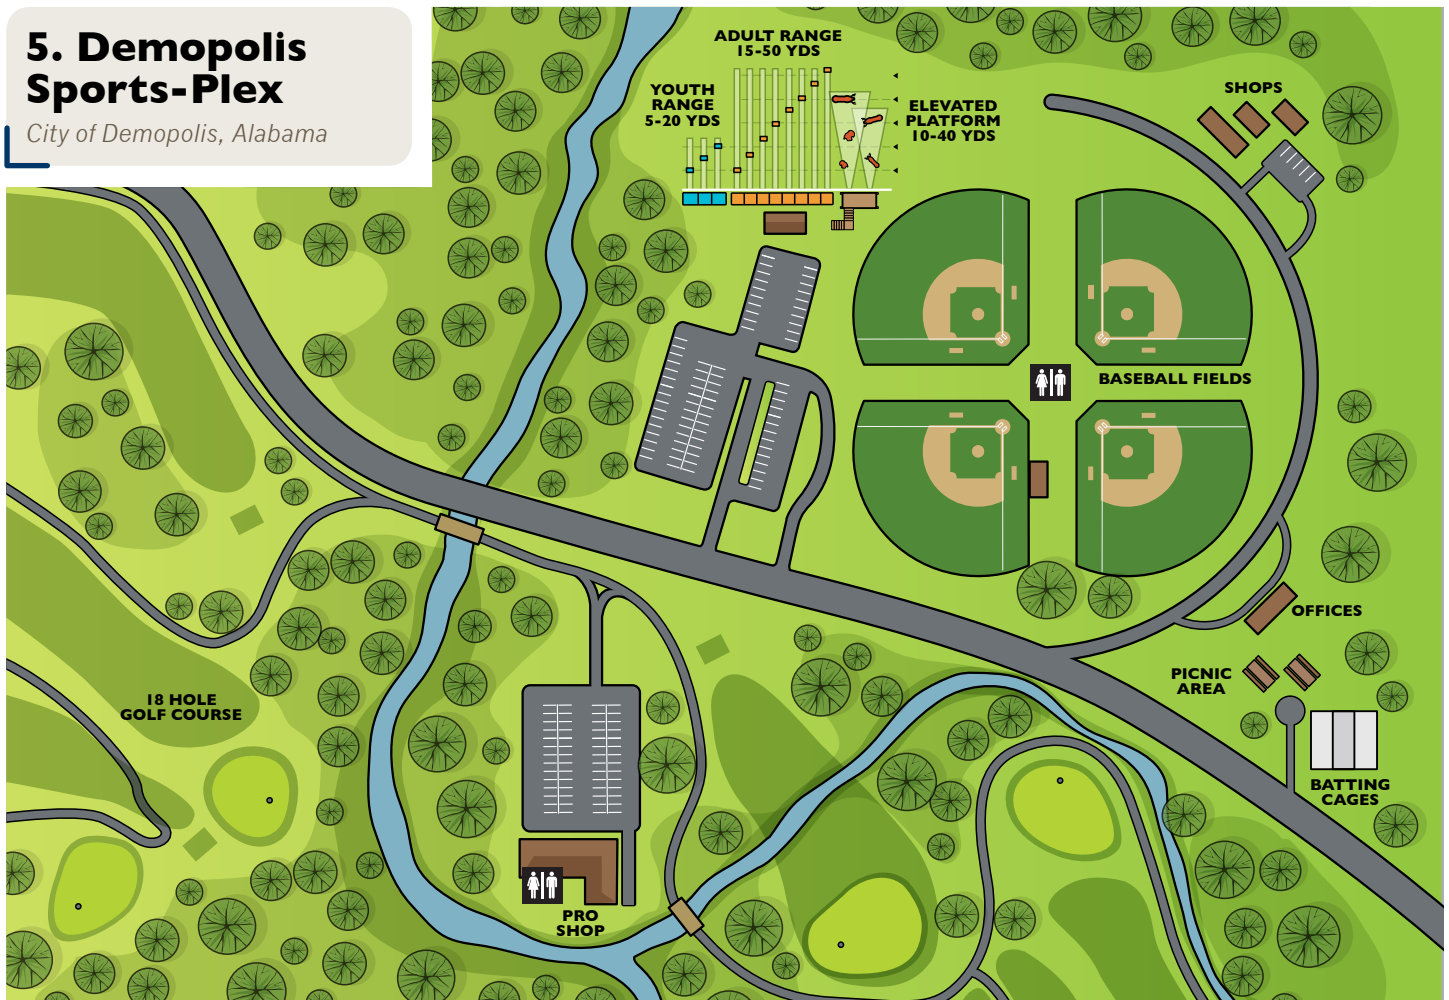 5. Demopolis
Sports-Plex
City of Demopolis, Alabama
ADULT RANGE
15-50 YDS
YOUTH
RANGE
5-20 YDS
ELEVATED
PLATFORM
10-40 YDS
SHOPS
BASEBALL FIELDS
OFFICES
PICNIC
AREA
18 HOLE
GOLF COURSE
BATTING
CAGES
PRO
SHOP